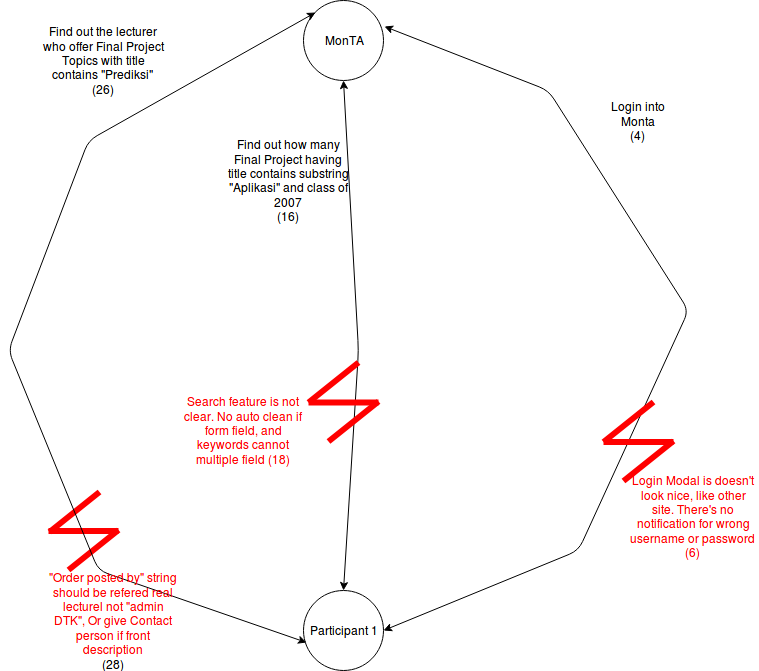 MonTA
Find out the lecturer
who offer Final Project
Topics with title
contains "Prediksi"
(26)
Find out how many
Final Project having
title contains substring
"Aplikasi" and class of
2007
(16)
Login into
Monta
(4)
Search feature is not
clear. No auto clean if
form field, and
keywords cannot
multiple field (18)
Login Modal is doesn't
look nice, like other
site. There's no
notification for wrong
username or password
(6)
"Order posted by" string
should be refered real
lecturel not "admin
DTK", Or give Contact
person if front
description
(28)
Participant 1